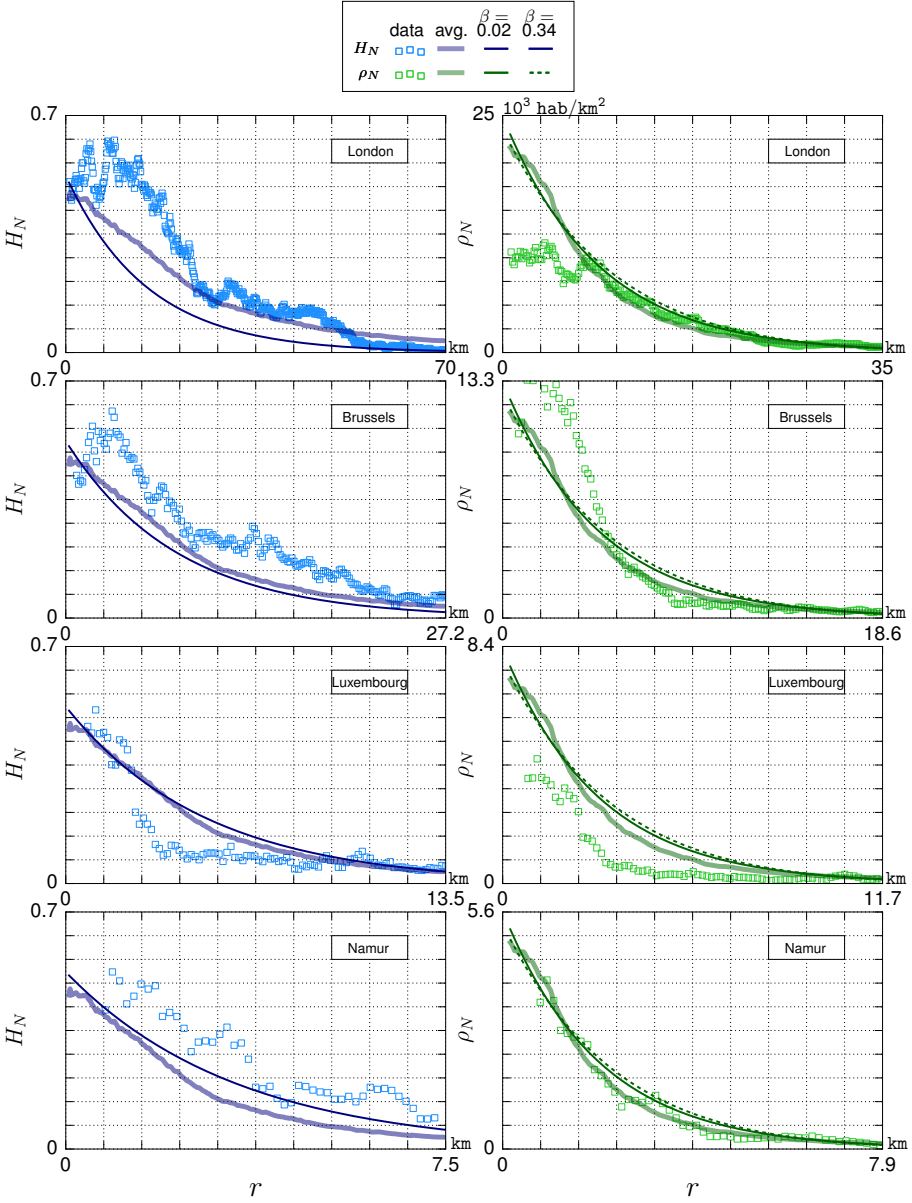 β = β =
data avg. 0.02 0.34
H_N
ρ_N
0.7 25 10³ hab/km²
London London
H_N ρ_N
0 km 0 km
0 70 0 35
0.7 13.3
Brussels Brussels
H_N ρ_N
0 km 0 km
0 27.2 0 18.6
0.7 8.4
Luxembourg Luxembourg
H_N ρ_N
0 km 0 km
0 13.5 0 11.7
0.7 5.6
Namur Namur
H_N ρ_N
0 km 0 km
0 7.5 0 7.9
r r